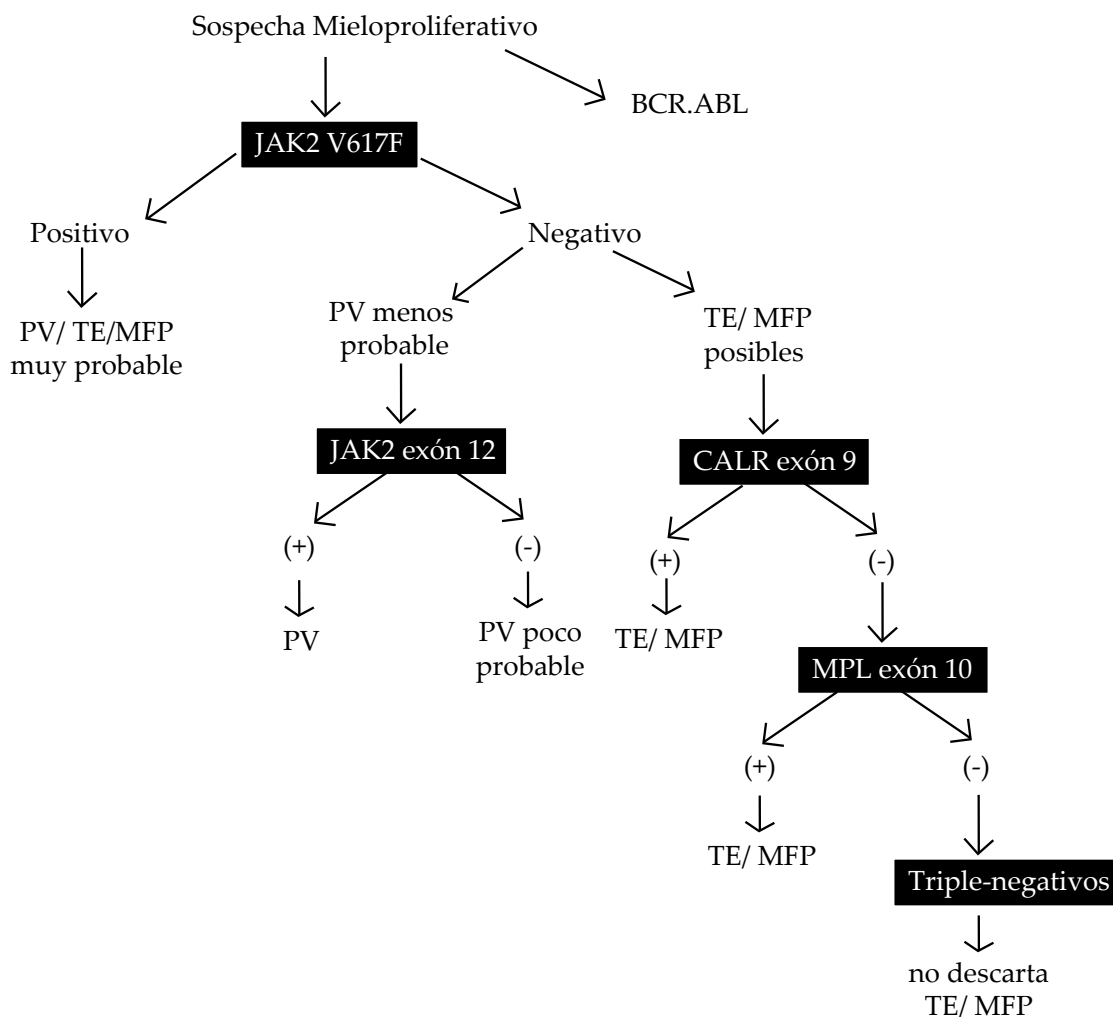 Sospecha Mieloproliferativo
BCR.ABL
JAK2 V617F
Positivo
Negativo
PV/ TE/MFP
muy probable
PV menos
probable
TE/ MFP
posibles
JAK2 exón 12
CALR exón 9
(+)
(-)
(+)
(-)
PV
PV poco
probable
TE/ MFP
MPL exón 10
(+)
(-)
TE/ MFP
Triple-negativos
no descarta
TE/ MFP